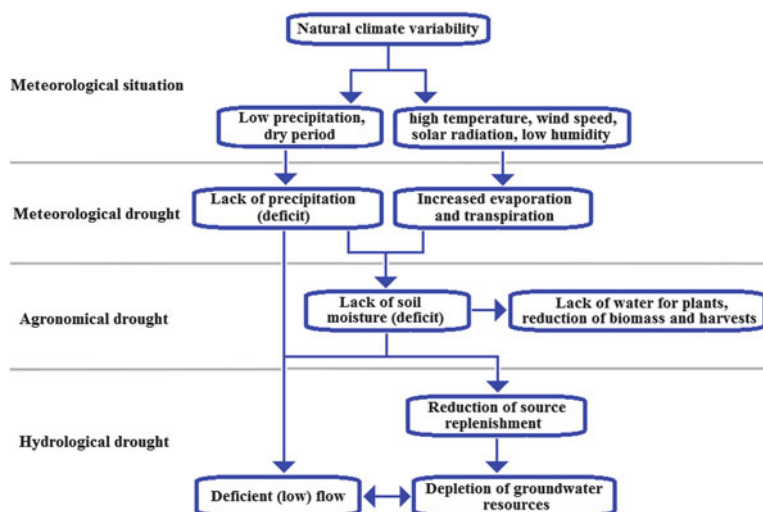 Natural climate variability
Meteorological situation
Low precipitation,
dry period
high temperature, wind speed,
solar radiation, low humidity
Meteorological drought
Lack of precipitation
(deficit)
Increased evaporation
and transpiration
Agronomical drought
Lack of soil
moisture (deficit)
Lack of water for plants,
reduction of biomass and harvests
Hydrological drought
Reduction of source
replenishment
Deficient (low) flow
Depletion of groundwater
resources